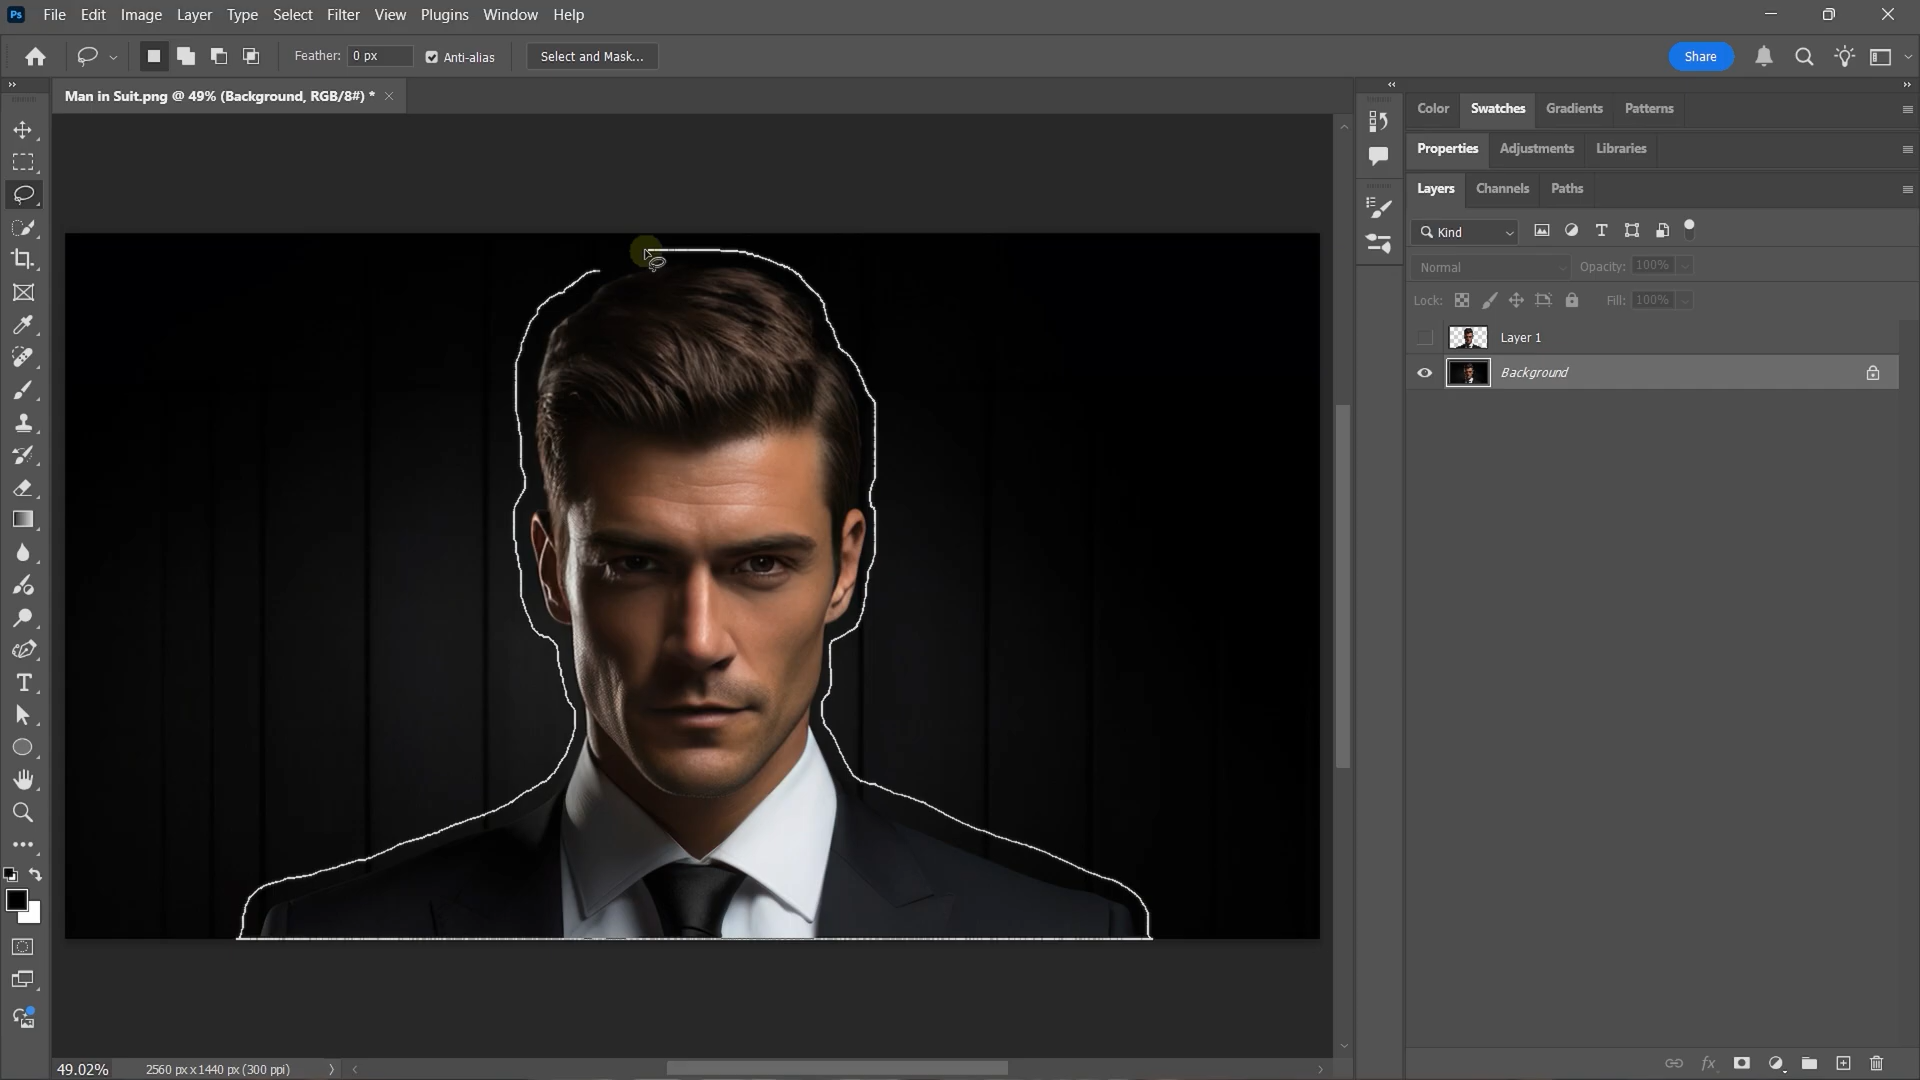 Ps File Edit Image Layer Type Select Filter View Plugins Window Help
Feather: 0 px Anti-alias Select and Mask... Share
Man in Suit.png @ 49% (Background, RGB/8#) *
Color Swatches Gradients Patterns
Properties Adjustments Libraries
Layers Channels Paths
Kind
Normal Opacity: 100%
Lock: Fill: 100%
Layer 1
Background
49.02% 2560 px x 1440 px (300 ppi)
fx